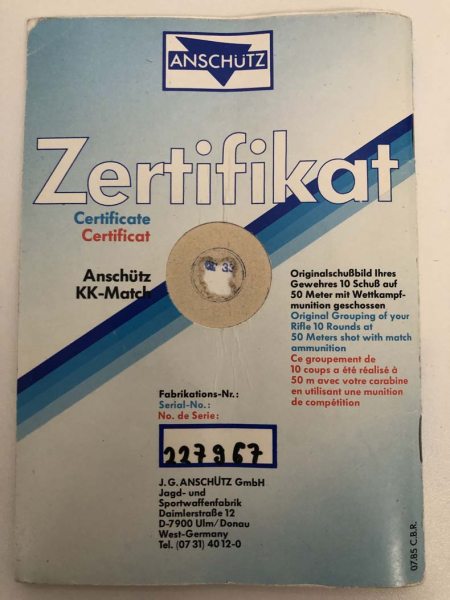 ANSCHÜTZ
Zertifikat
Certificate
Certificat
Anschütz
KK-Match
33
Originalschußbild Ihres
Gewehres 10 Schuß auf
50 Meter mit Wettkampf-
munition geschossen
Original Grouping of your
Rifle 10 Rounds at
50 Meters shot with match
ammunition
Ce groupement de
10 coups a été réalisé à
50 m avec votre carabine
en utilisant une munition
de compétition
Fabrikations-Nr.:
Serial-No.:
No. de Serie:
227967
J.G. ANSCHÜTZ GmbH
Jagd- und
Sportwaffenfabrik
Daimlerstraße 12
D-7900 Ulm/Donau
West-Germany
Tel. (07 31) 40 12-0
07.85 C.B.R.